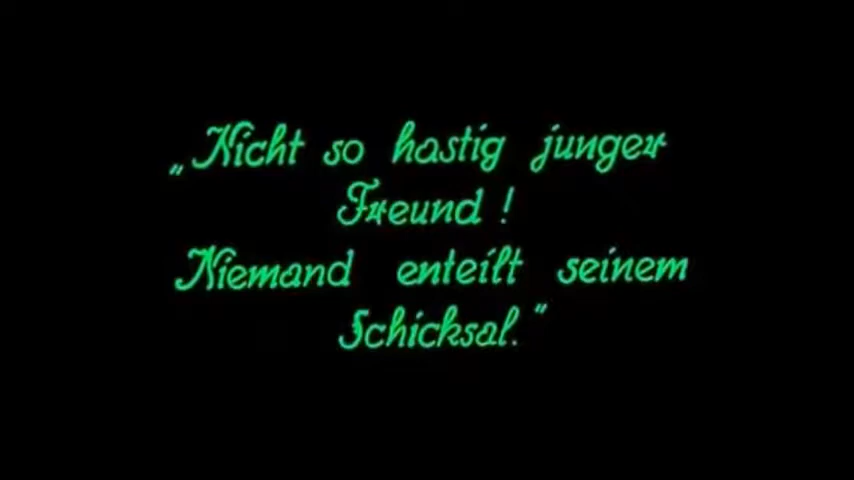 „Nicht so hastig junger
Freund!
Niemand enteilt seinem
Schicksal."